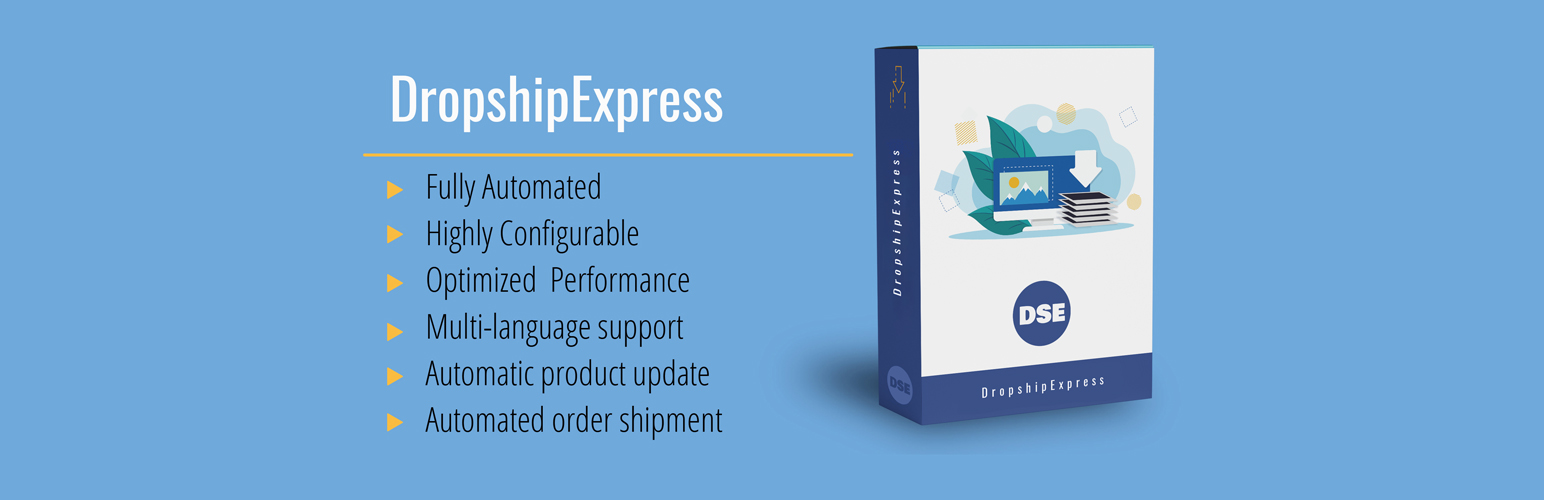 DropshipExpress
Fully Automated
Highly Configurable
Optimized  Performance
Multi-language support
Automatic product update
Automated order shipment
DropshipExpress
DSE
DSE
DropshipExpress